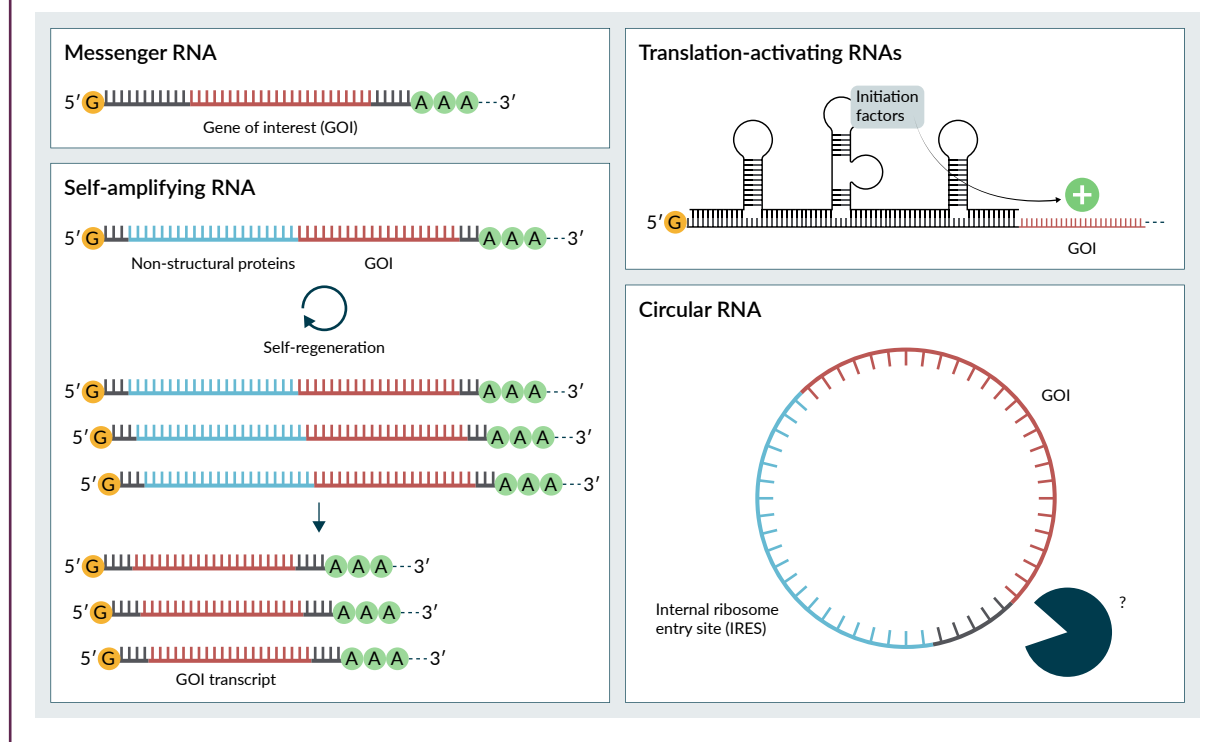 Messenger RNA
5′ G A A A 3′
Gene of interest (GOI)
Self-amplifying RNA
5′ G A A A 3′
Non-structural proteins GOI
Self-regeneration
5′ G A A A 3′
5′ G A A A 3′
5′ G A A A 3′
5′ G A A A 3′
5′ G A A A 3′
5′ G A A A 3′
GOI transcript
Translation-activating RNAs
Initiation
factors
+
5′ G
GOI
Circular RNA
GOI
Internal ribosome
entry site (IRES)
?